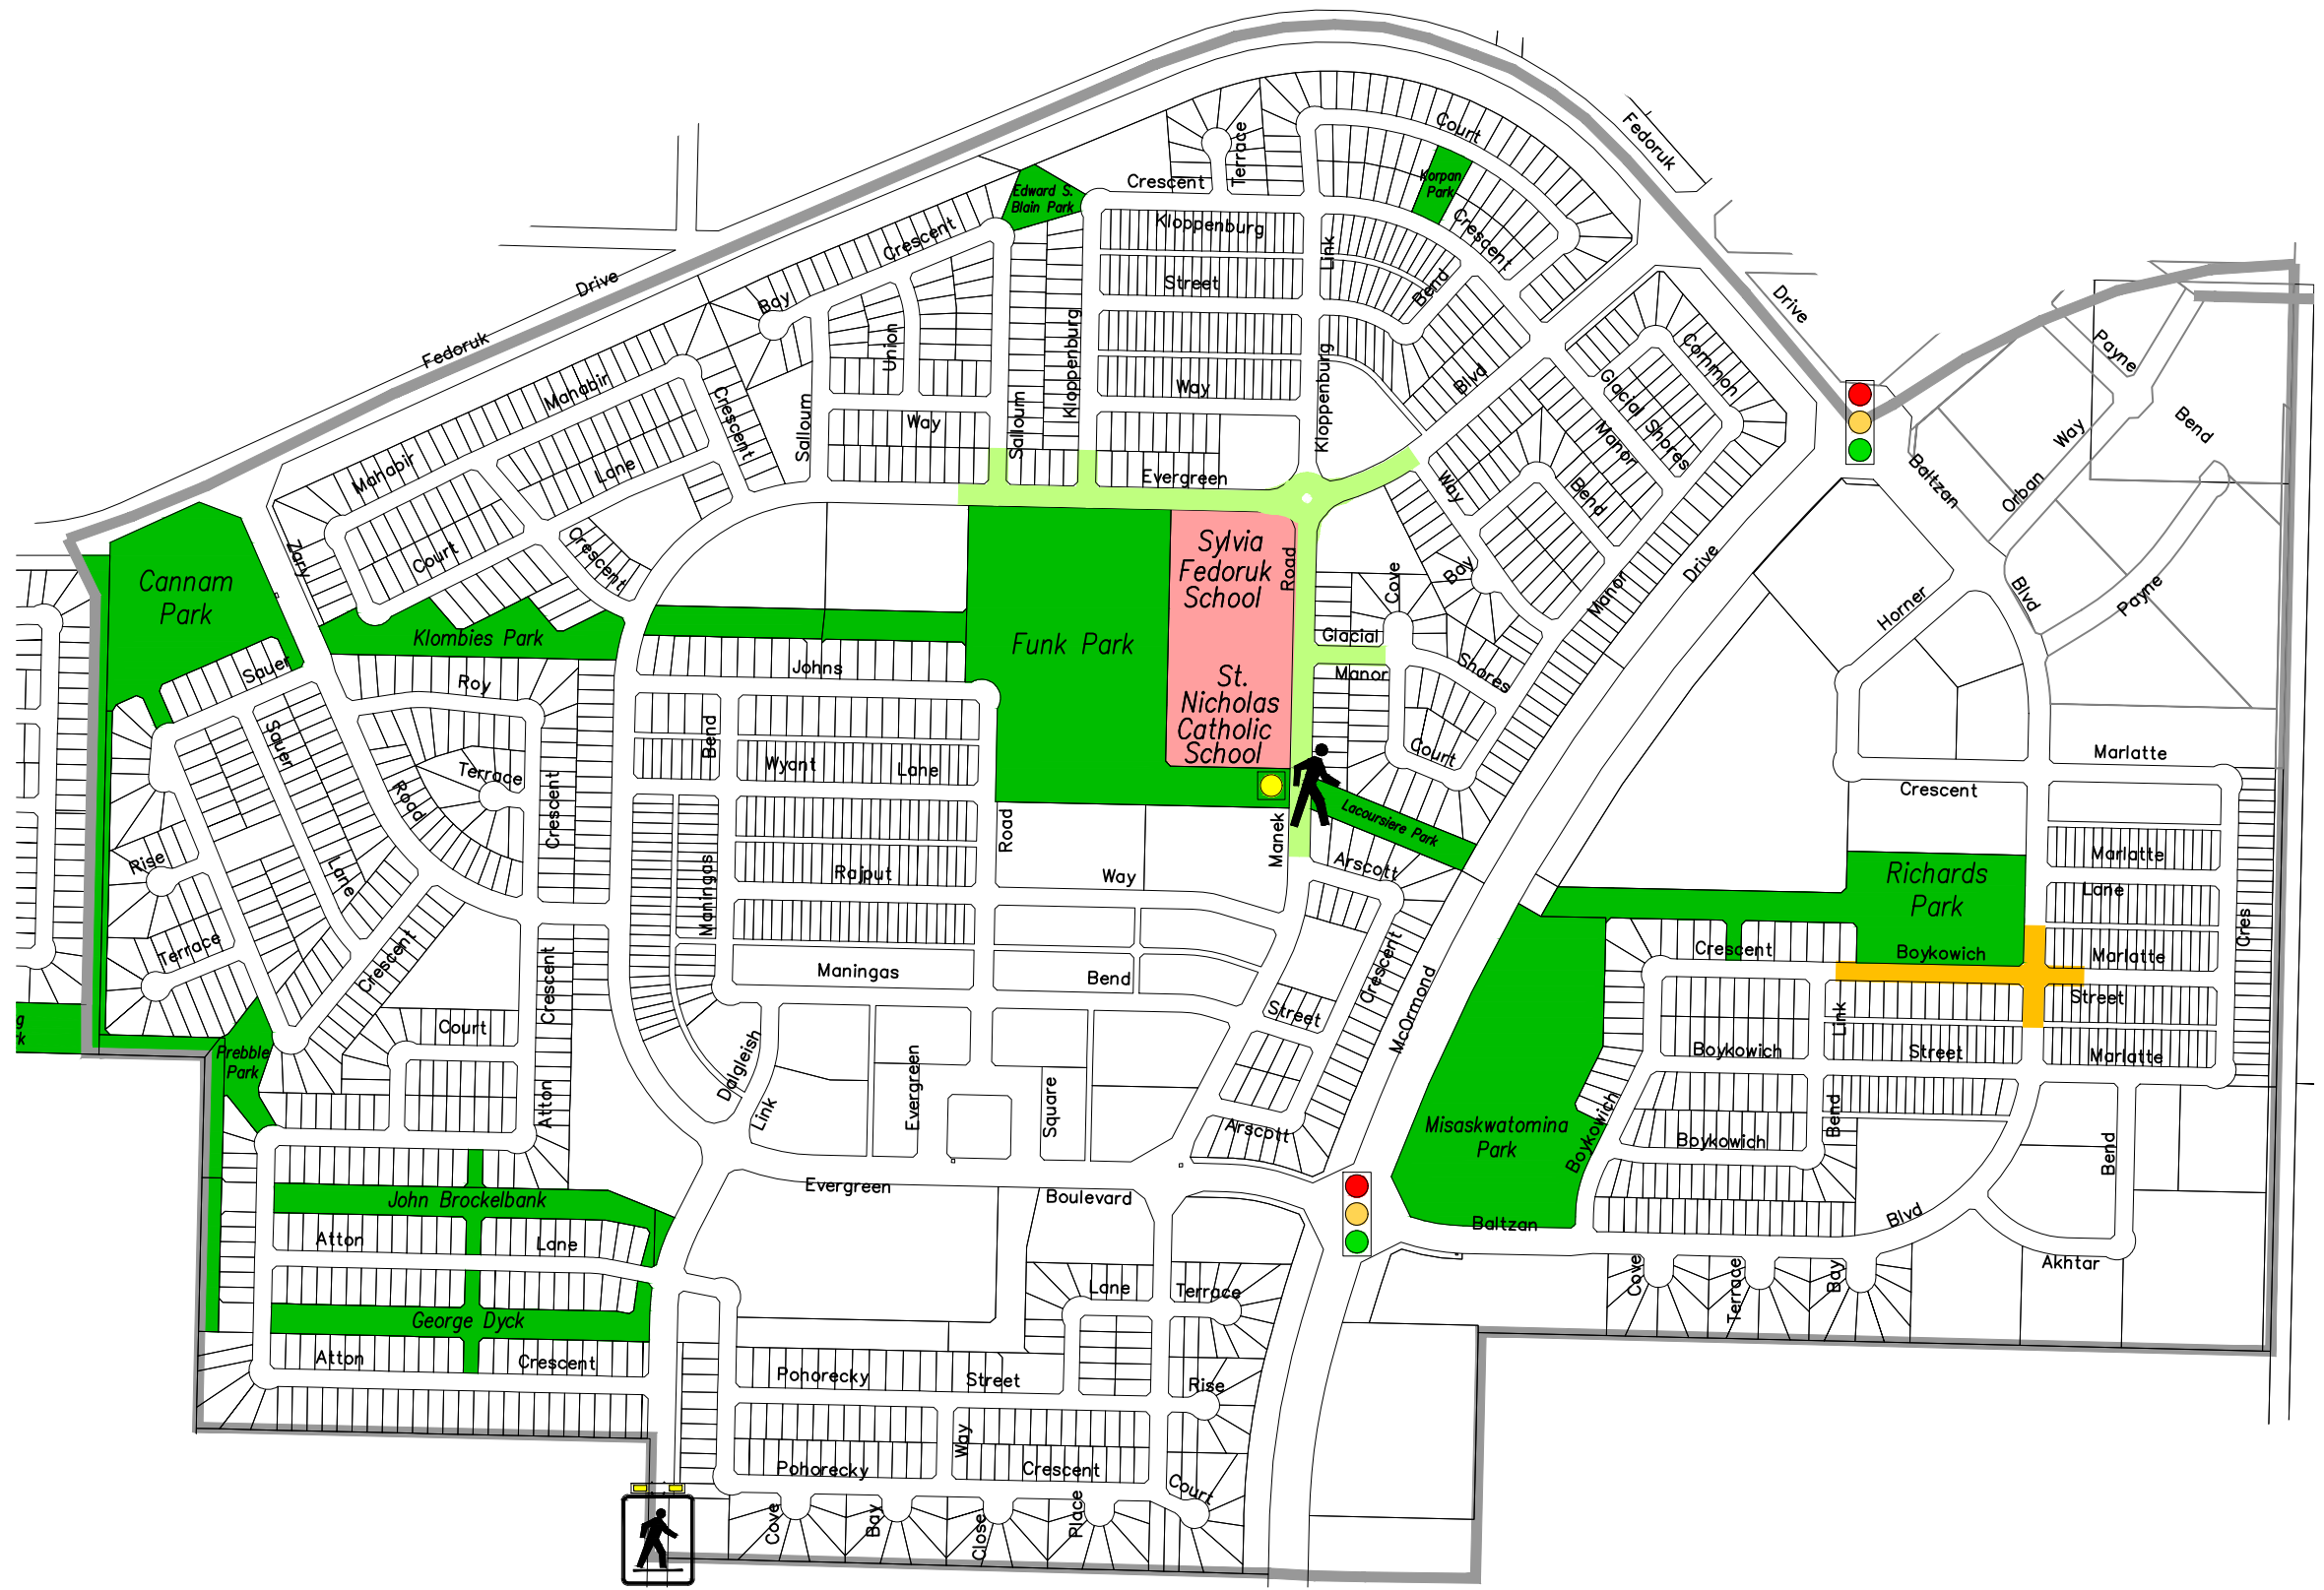 Fedoruk
Court
Terrace
Crescent
Korpan
Park
Edward S.
Blain Park
Kloppenburg
Crescent
Link
Crescent
Drive
Street
Bend
Drive
Bay
Fedoruk
Union
Kloppenburg
Kloppenburg
Common
Payne
Mahabir
Crescent
Way
Blvd
Glacial Shores
Salloum
Salloum
Way
Manor
Bend
Way
Mahabir
Lane
Evergreen
Way
Bend
Baltzan
Orban
Zary
Court
Crescent
Cannam
Park
Sylvia
Fedoruk
School
Road
Cove
Bay
Manor
Drive
Horner
Blvd
Payne
Klombies Park
Funk Park
Glacial
Manor
Shores
Sauer
Johns
Roy
St.
Nicholas
Catholic
School
Sauer
Bend
Court
Marlatte
Terrace
Wyant
Lane
Crescent
Road
Crescent
Road
Manek
Lacoursiere Park
Rise
Lane
Maningas
Rajput
Way
Arscott
Marlatte
Richards
Park
Lane
Cres
Terrace
Crescent
Crescent
Maningas
Bend
Crescent
Crescent
Boykowich
Marlatte
Court
Street
McOrmond
Link
Street
Prebble
Park
Dalgleish
Link
Evergreen
Square
Boykowich
Street
Marlatte
Atton
Arscott
Misaskwatomina
Park
Boykowich
Boykowich
Bend
Bend
John Brockelbank
Evergreen
Boulevard
Baltzan
Blvd
Atton
Lane
Akhtar
Lane
Terrace
Cove
Terrace
Bay
George Dyck
Atton
Crescent
Pohorecky
Street
Rise
Way
Pohorecky
Crescent
Court
Cove
Bay
Close
Place